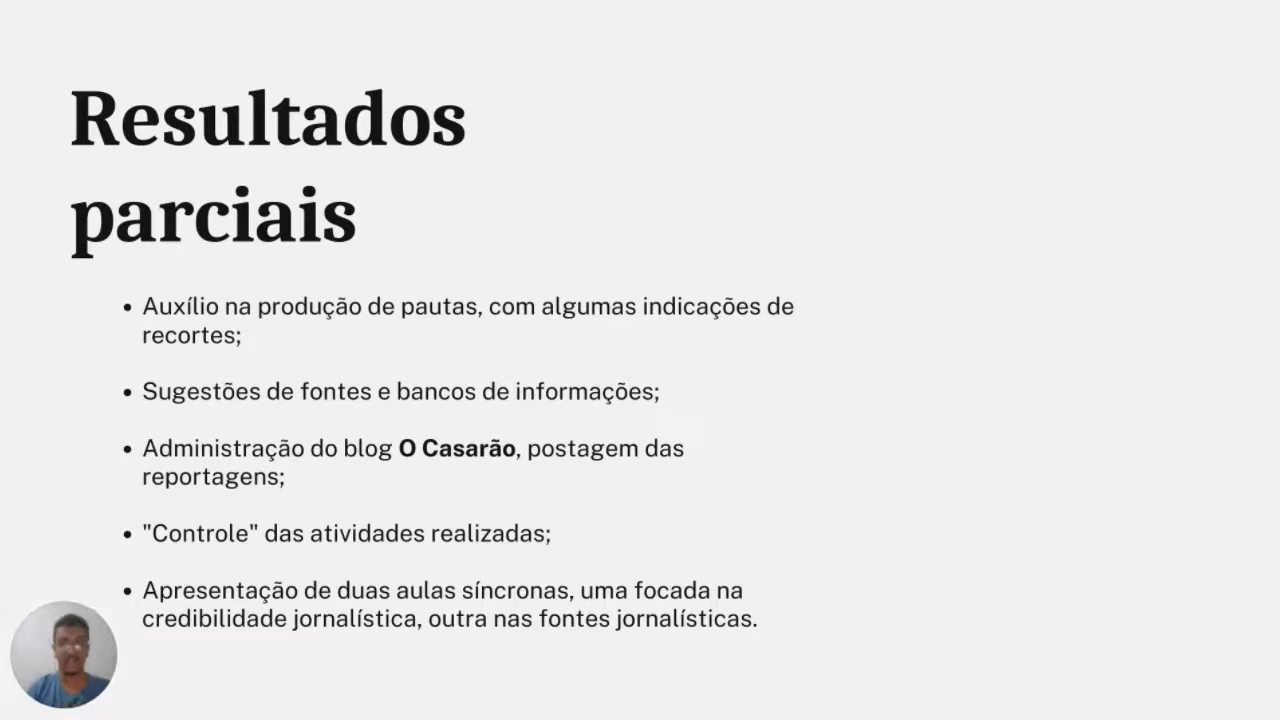 Resultados
parciais
• Auxílio na produção de pautas, com algumas indicações de
recortes;
• Sugestões de fontes e bancos de informações;
• Administração do blog O Casarão, postagem das
reportagens;
• "Controle" das atividades realizadas;
• Apresentação de duas aulas síncronas, uma focada na
credibilidade jornalística, outra nas fontes jornalísticas.